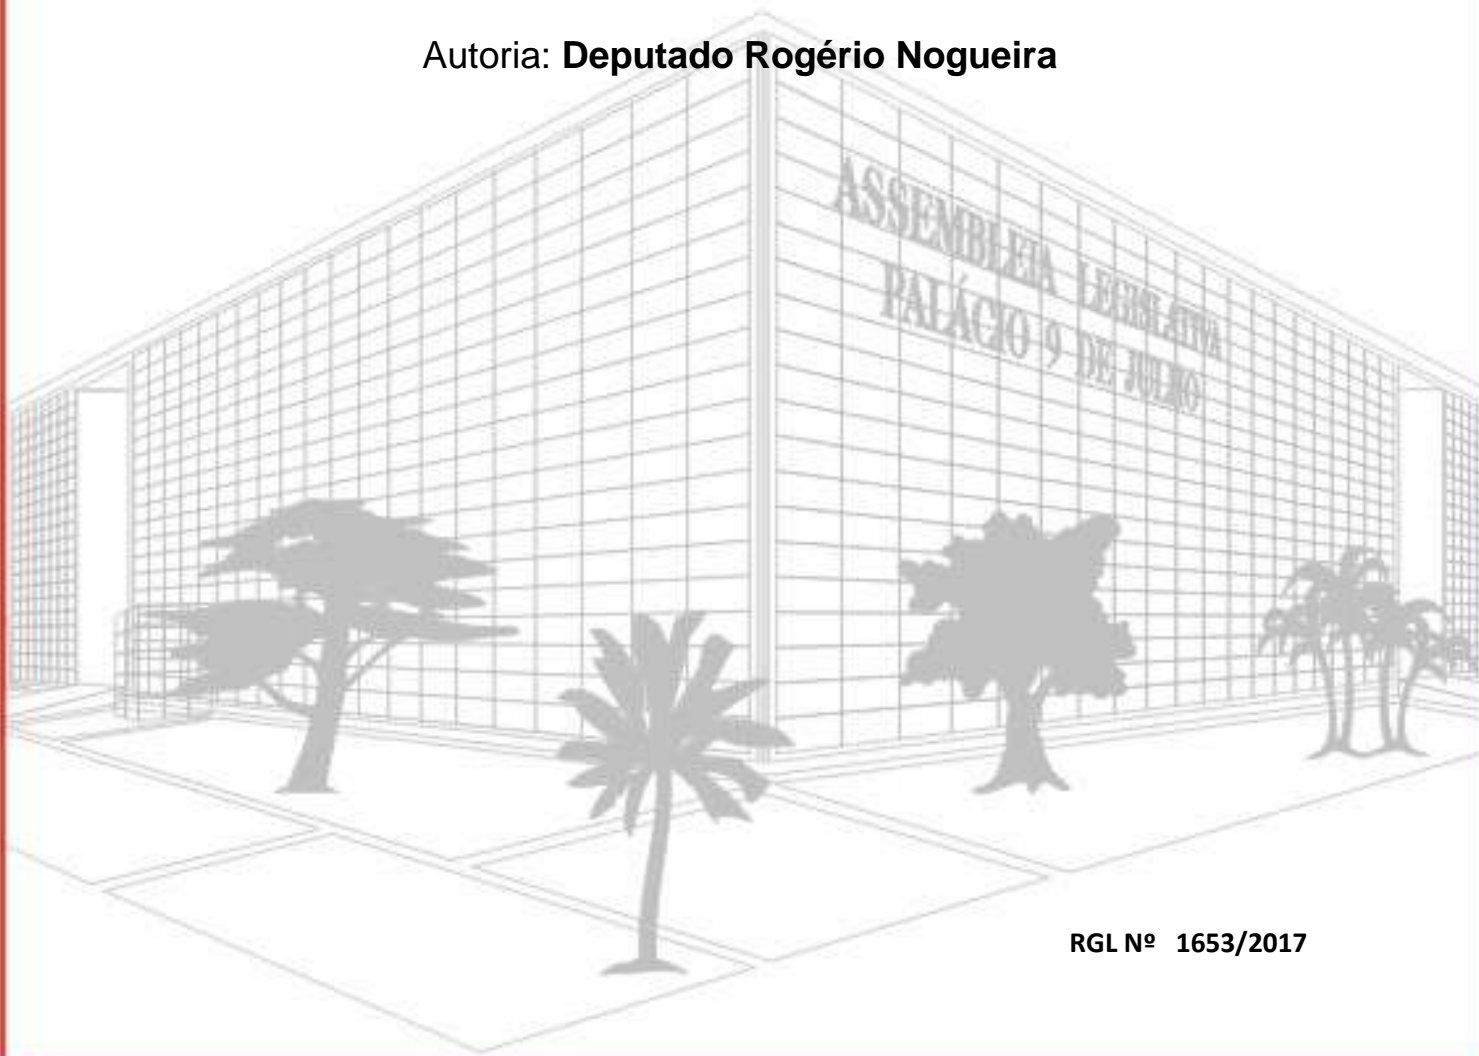 Autoria: Deputado Rogério Nogueira
ASSEMBLEIA LEGISLATIVA
PALÁCIO 9 DE JULHO
RGL Nº 1653/2017